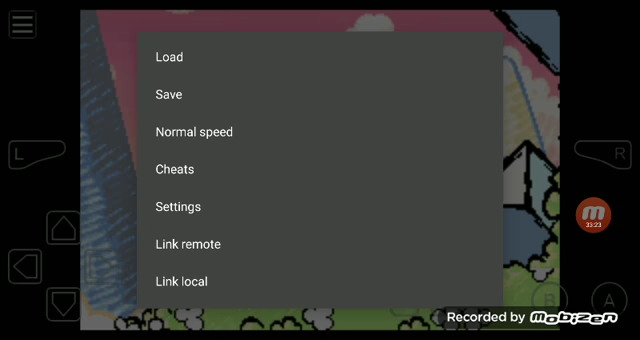 Load
Save
Normal speed
L
R
Cheats
Settings
33:23
Link remote
Link local
B
A
Recorded by Mobizen